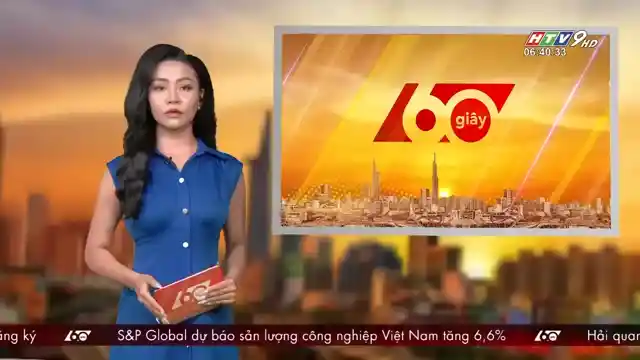 HTV9 HD
06:40:33
60 giây
60
ăng ký 60 S&P Global dự báo sản lượng công nghiệp Việt Nam tăng 6,6% 60 Hải quan